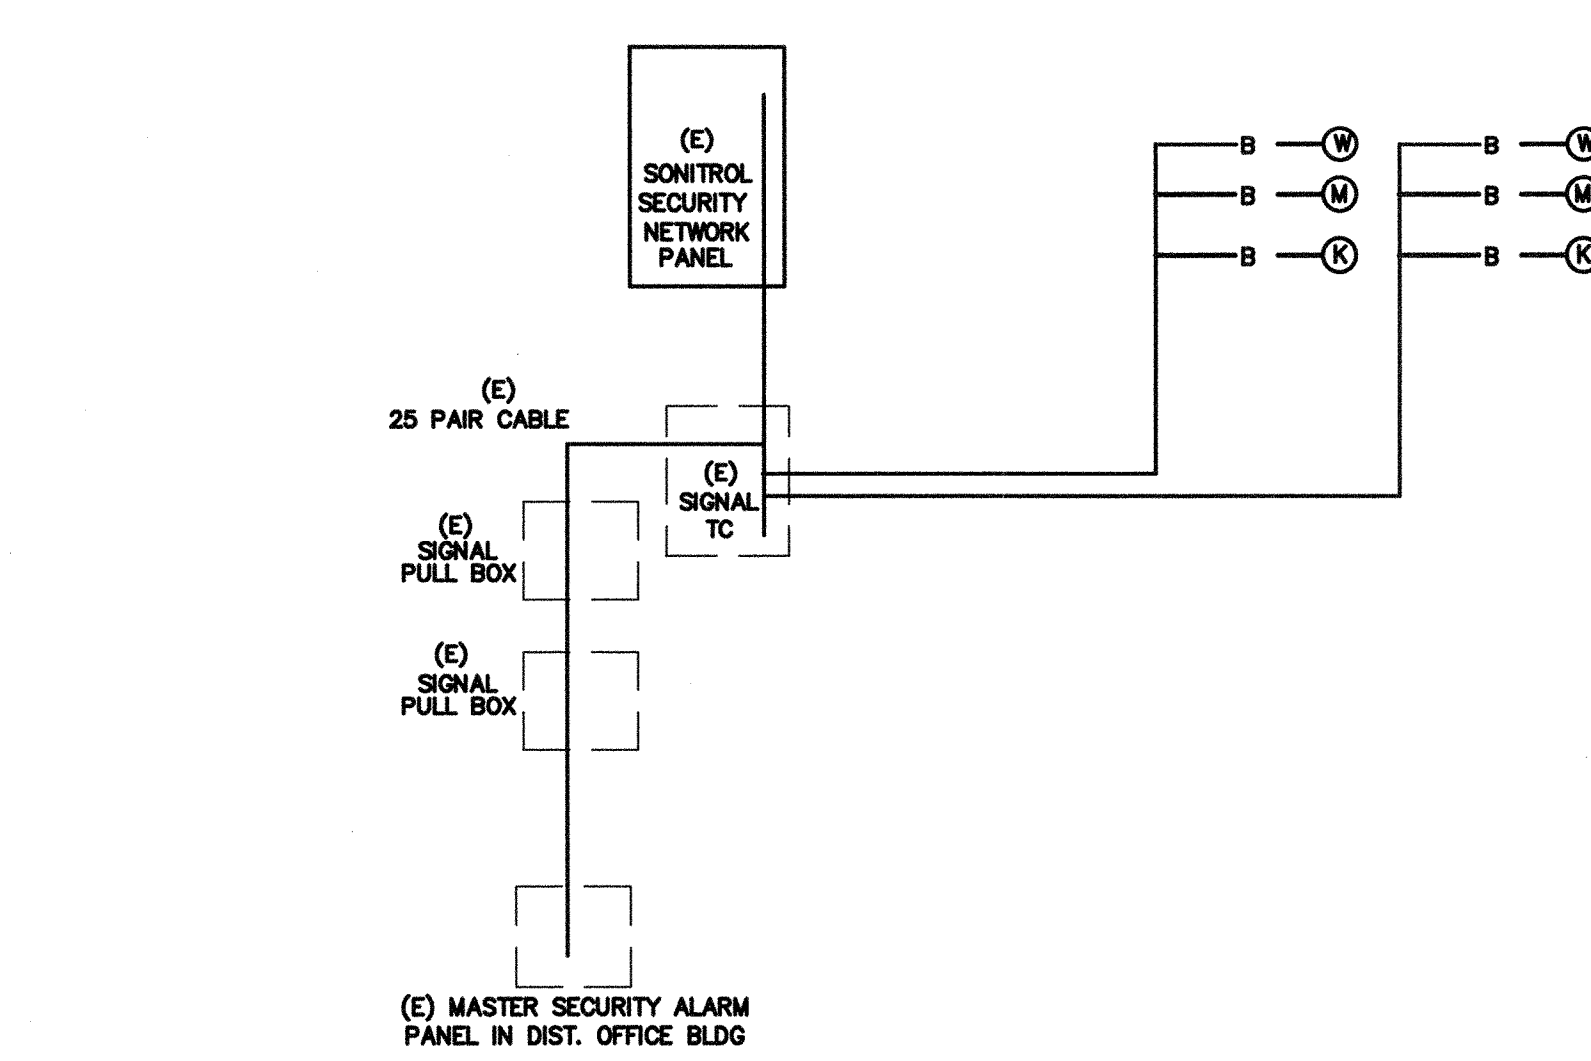 (E)
SONITROL
SECURITY
NETWORK
PANEL
B W B W
B M B M
B K B K
(E)
25 PAIR CABLE
(E)
SIGNAL
TC
(E)
SIGNAL
PULL BOX
(E)
SIGNAL
PULL BOX
(E) MASTER SECURITY ALARM
PANEL IN DIST. OFFICE BLDG